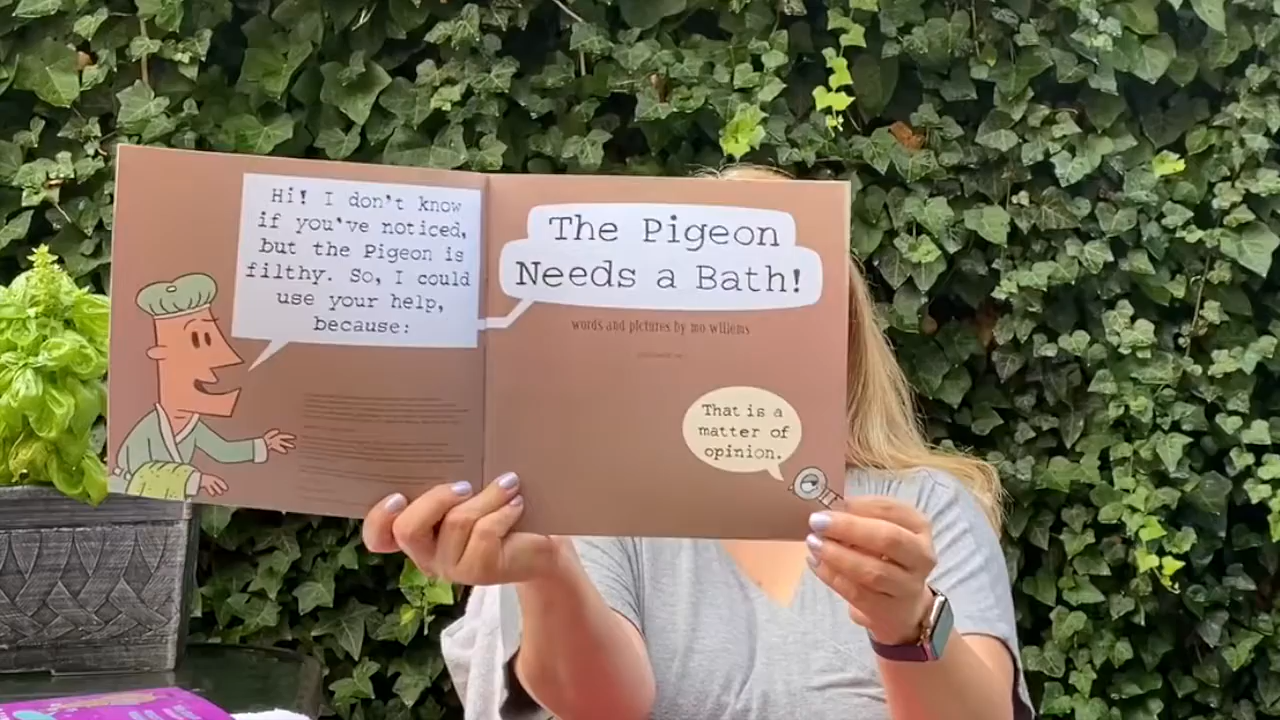 Hi! I don't know
if you've noticed,
but the Pigeon is
filthy. So, I could
use your help,
because:
The Pigeon
Needs a Bath!
words and pictures by mo willems
That is a
matter of
opinion.